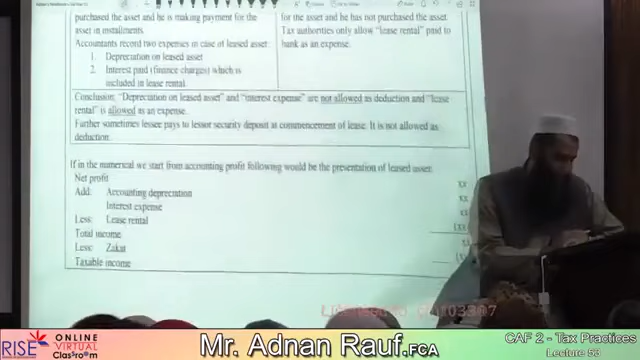 purchased the asset and he is making payment for the
asset in installments.
Accountants record two expenses in case of leased asset:
1. Depreciation on leased asset
2. Interest paid (finance charges) which is
included in lease rental.
for the asset and he has not purchased the asset.
Tax authorities only allow "lease rental" paid to
bank as an expense.
Conclusion: "Depreciation on leased asset" and "interest expense" are not allowed as deduction and "lease
rental" is allowed as an expense.
Further sometimes lessee pays to lessor security deposit at commencement of lease. It is not allowed as
deduction.
If in the numerical we start from accounting profit following would be the presentation of leased asset:
Net profit xx
Add: Accounting depreciation xx
Interest expense xx
Less: Lease rental (xx)
Total income xx
Less: Zakat
Taxable income
RISE
ONLINE
VIRTUAL
Classroom
Mr. Adnan Rauf.FCA
CAF 2 - Tax Practices
Lecture 53